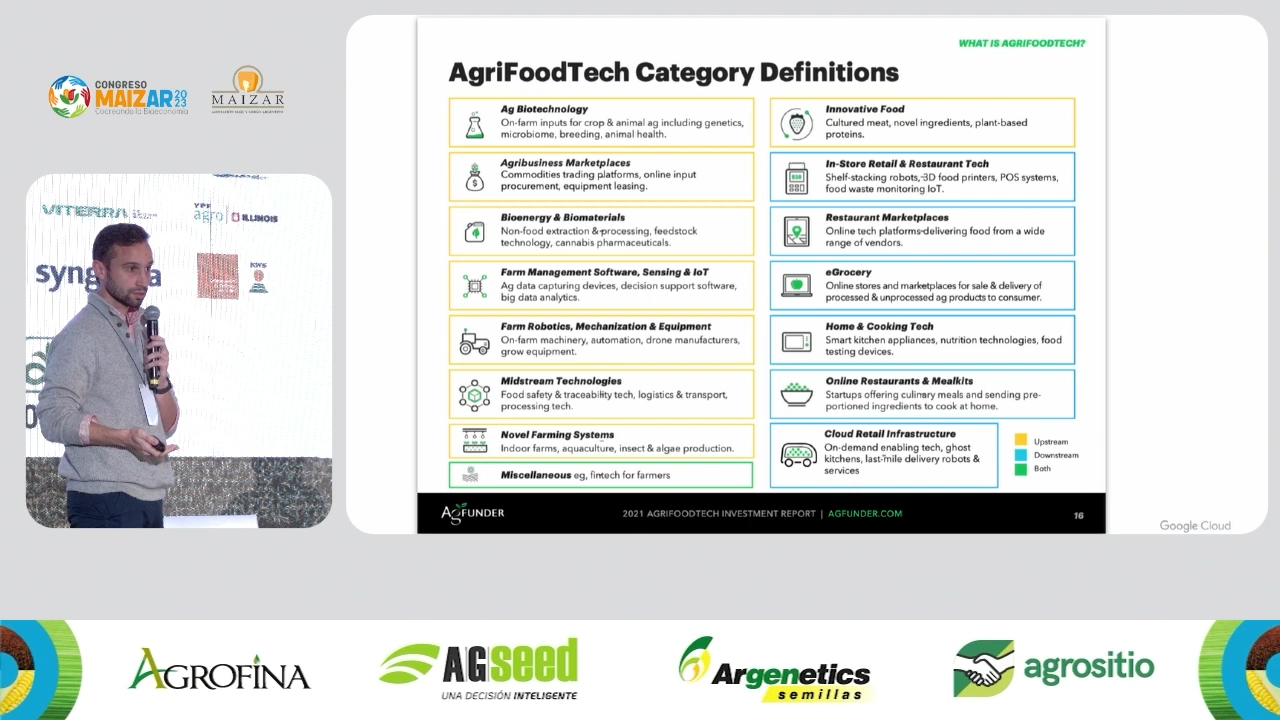 CONGRESO
MAIZAR 2023
Cocreando la Bioeconomía
MAIZAR
VITERRA
YPF
agro
ILLINOIS
syngenta
KWS
WHAT IS AGRIFOODTECH?
AgriFoodTech Category Definitions
Ag Biotechnology
On-farm inputs for crop & animal ag including genetics,
microbiome, breeding, animal health.
Agribusiness Marketplaces
Commodities trading platforms, online input
procurement, equipment leasing.
Bioenergy & Biomaterials
Non-food extraction & processing, feedstock
technology, cannabis pharmaceuticals.
Farm Management Software, Sensing & IoT
Ag data capturing devices, decision support software,
big data analytics.
Farm Robotics, Mechanization & Equipment
On-farm machinery, automation, drone manufacturers,
grow equipment.
Midstream Technologies
Food safety & traceability tech, logistics & transport,
processing tech.
Novel Farming Systems
Indoor farms, aquaculture, insect & algae production.
Miscellaneous eg, fintech for farmers
Innovative Food
Cultured meat, novel ingredients, plant-based
proteins.
In-Store Retail & Restaurant Tech
Shelf-stacking robots, 3D food printers, POS systems,
food waste monitoring IoT.
Restaurant Marketplaces
Online tech platforms delivering food from a wide
range of vendors.
eGrocery
Online stores and marketplaces for sale & delivery of
processed & unprocessed ag products to consumer.
Home & Cooking Tech
Smart kitchen appliances, nutrition technologies, food
testing devices.
Online Restaurants & Mealkits
Startups offering culinary meals and sending pre-
portioned ingredients to cook at home.
Cloud Retail Infrastructure
On-demand enabling tech, ghost
kitchens, last-mile delivery robots &
services
Upstream
Downstream
Both
AGFUNDER
2021 AGRIFOODTECH INVESTMENT REPORT | AGFUNDER.COM
16
Google Cloud
AGROFINA
AGseed
UNA DECISIÓN INTELIGENTE
Argenetics
semillas
agrositio